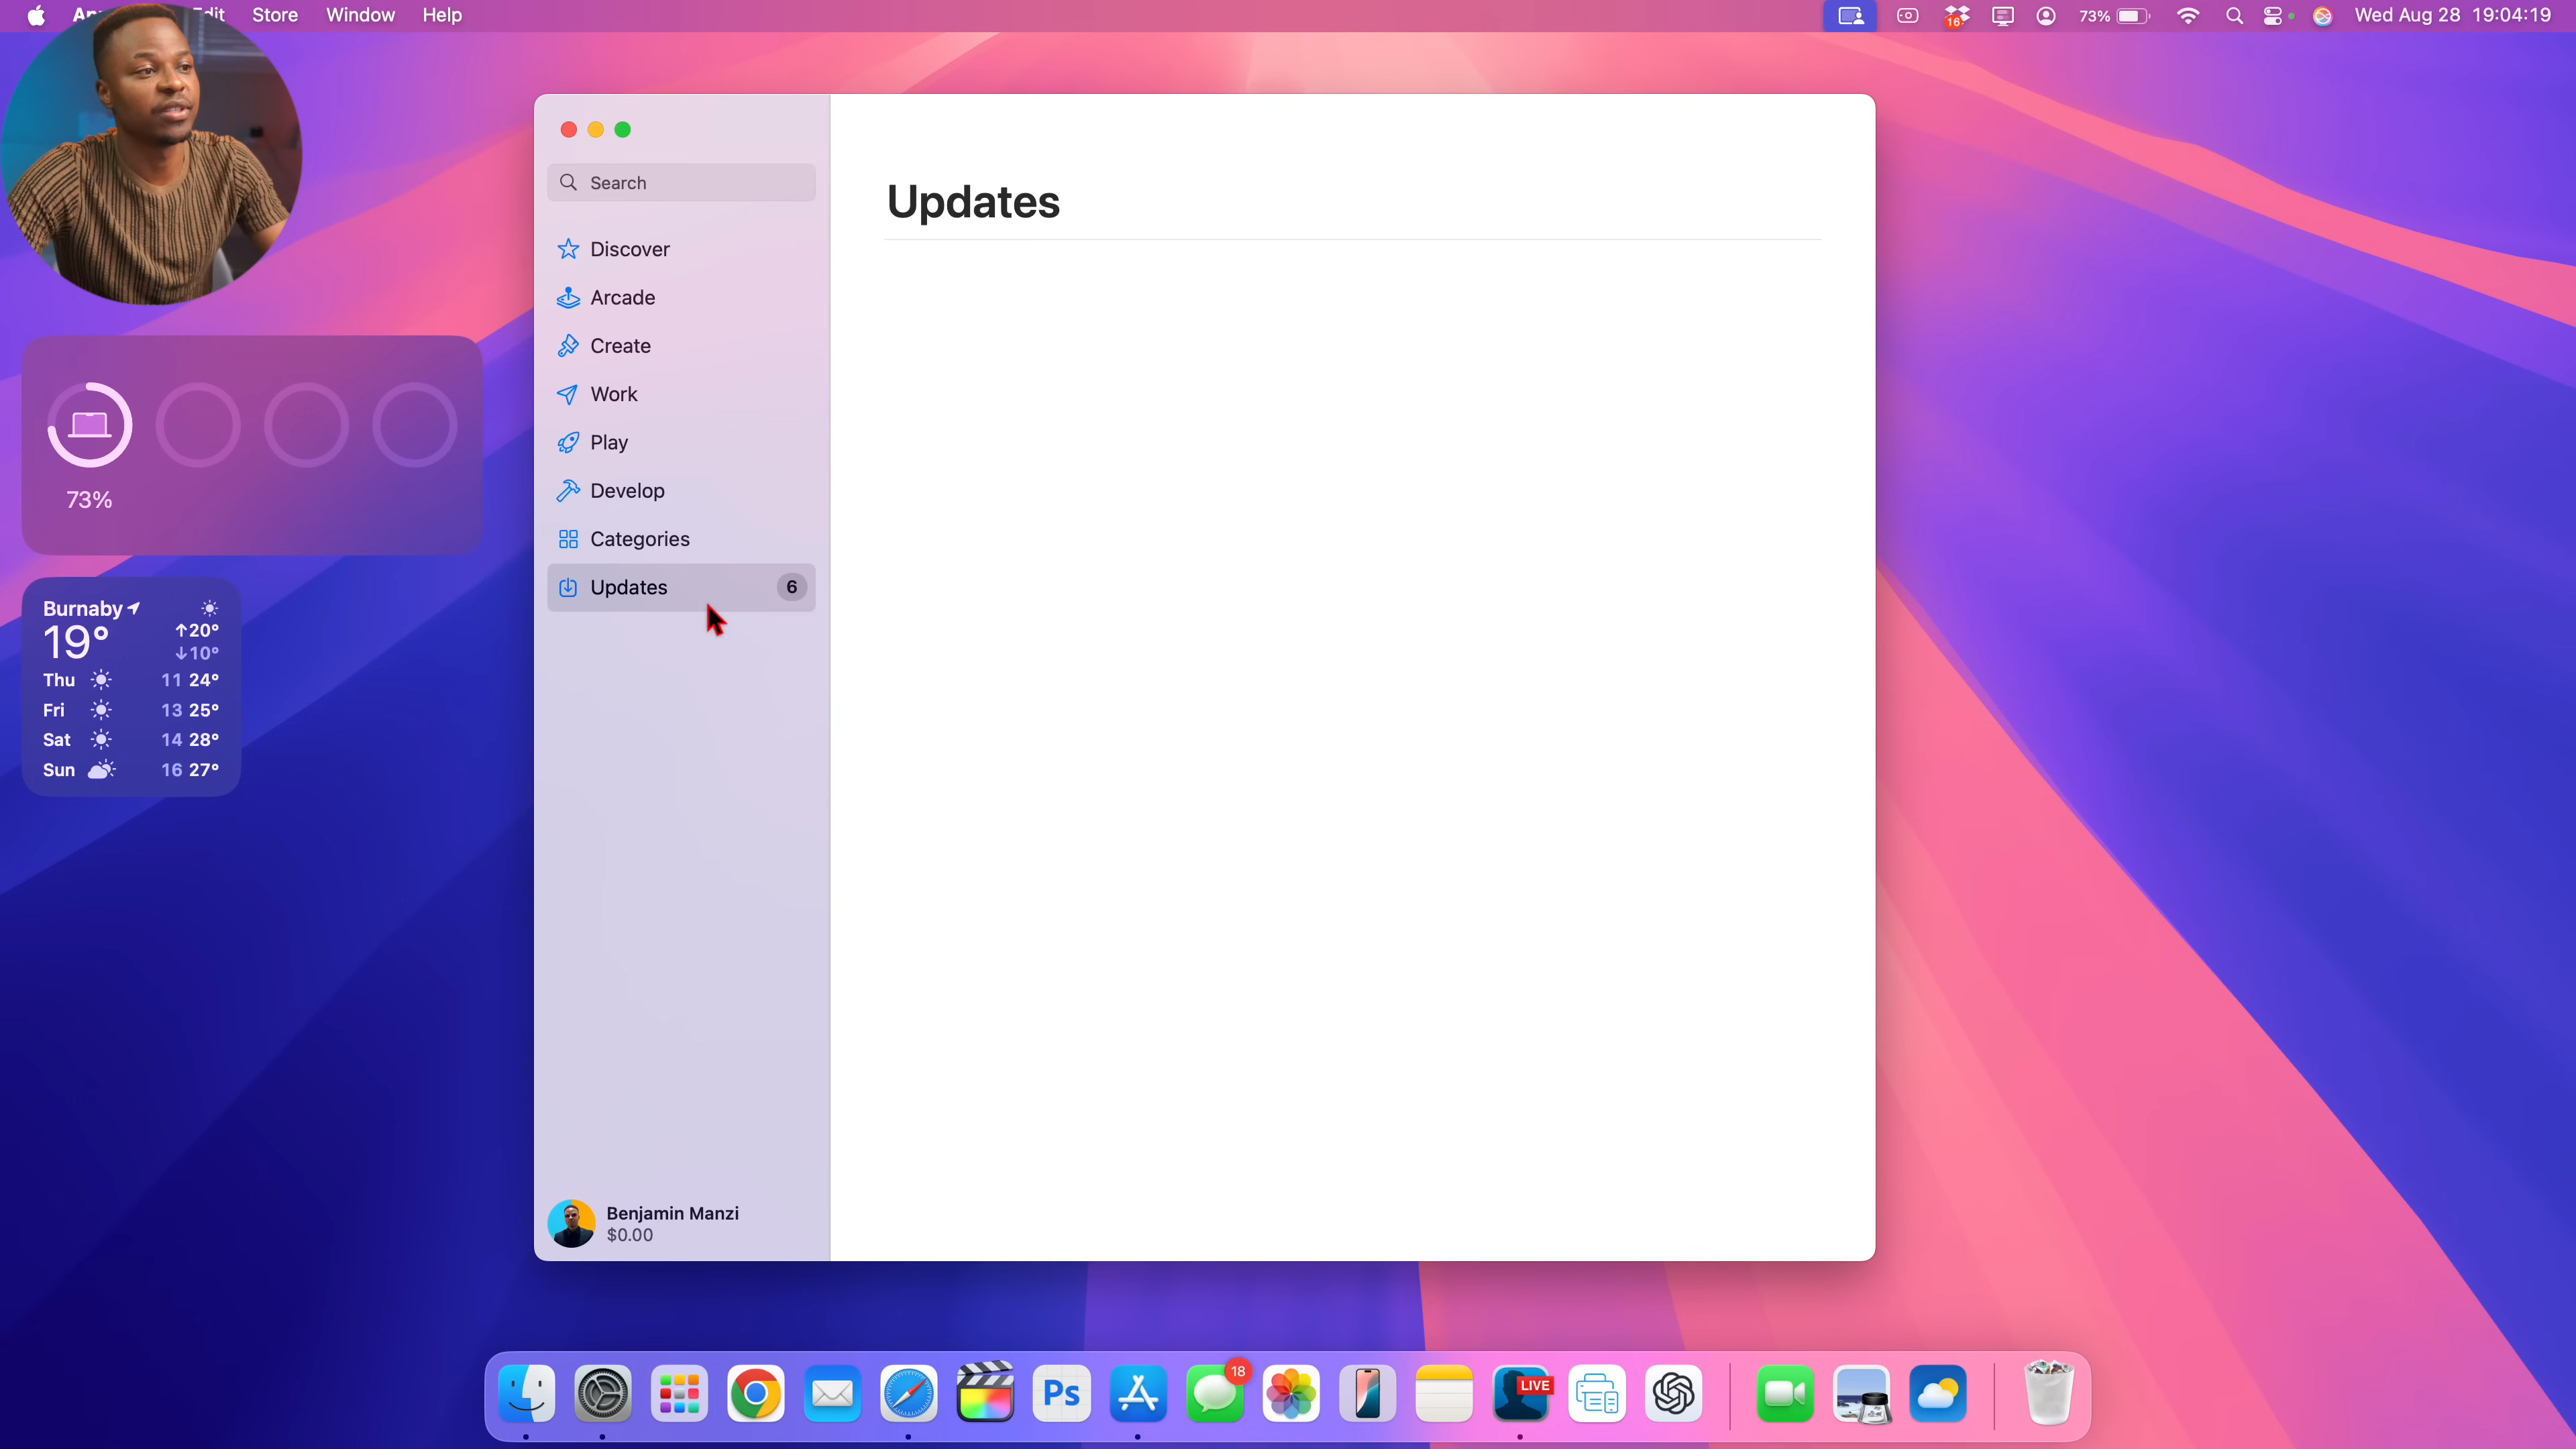 Edit Store Window Help
16 73% Wed Aug 28 19:04:19
Search
Discover
Arcade
Create
Work
Play
Develop
Categories
Updates 6
Benjamin Manzi
$0.00
Updates
73%
Burnaby
19° ↑20°
↓10°
Thu 11 24°
Fri 13 25°
Sat 14 28°
Sun 16 27°
Ps 18 LIVE